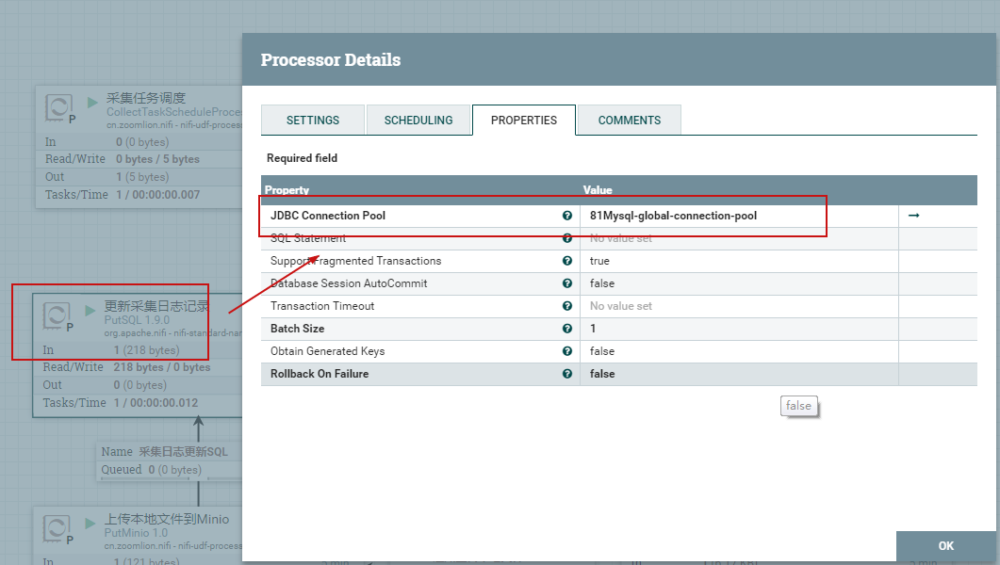 Processor Details
SETTINGS
SCHEDULING
PROPERTIES
COMMENTS
Required field
Property Value
JDBC Connection Pool 81Mysql-global-connection-pool
SQL Statement No value set
Support Fragmented Transactions true
Database Session AutoCommit false
Transaction Timeout No value set
Batch Size 1
Obtain Generated Keys false
Rollback On Failure false
false
OK
采集任务调度
CollectTaskScheduleProce
cn.zoomlion.nifi - nifi-udf-proces
P
In 0 (0 bytes)
Read/Write 0 bytes / 5 bytes
Out 1 (5 bytes)
Tasks/Time 1 / 00:00:00.007
更新采集日志记录
PutSQL 1.9.0
org.apache.nifi - nifi-standard-nar
P
In 1 (218 bytes)
Read/Write 218 bytes / 0 bytes
Out 0 (0 bytes)
Tasks/Time 1 / 00:00:00.012
Name 采集日志更新SQL
Queued 0 (0 bytes)
上传本地文件到Minio
PutMinio 1.0
cn.zoomlion.nifi - nifi-udf-process
P
In 1 (121 bytes)
5 min